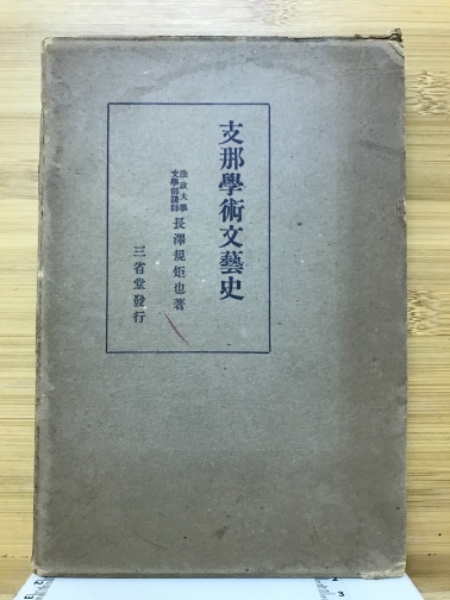 支那學術文藝史
法政大學
文學部講師
長澤規矩也著
三省堂發行